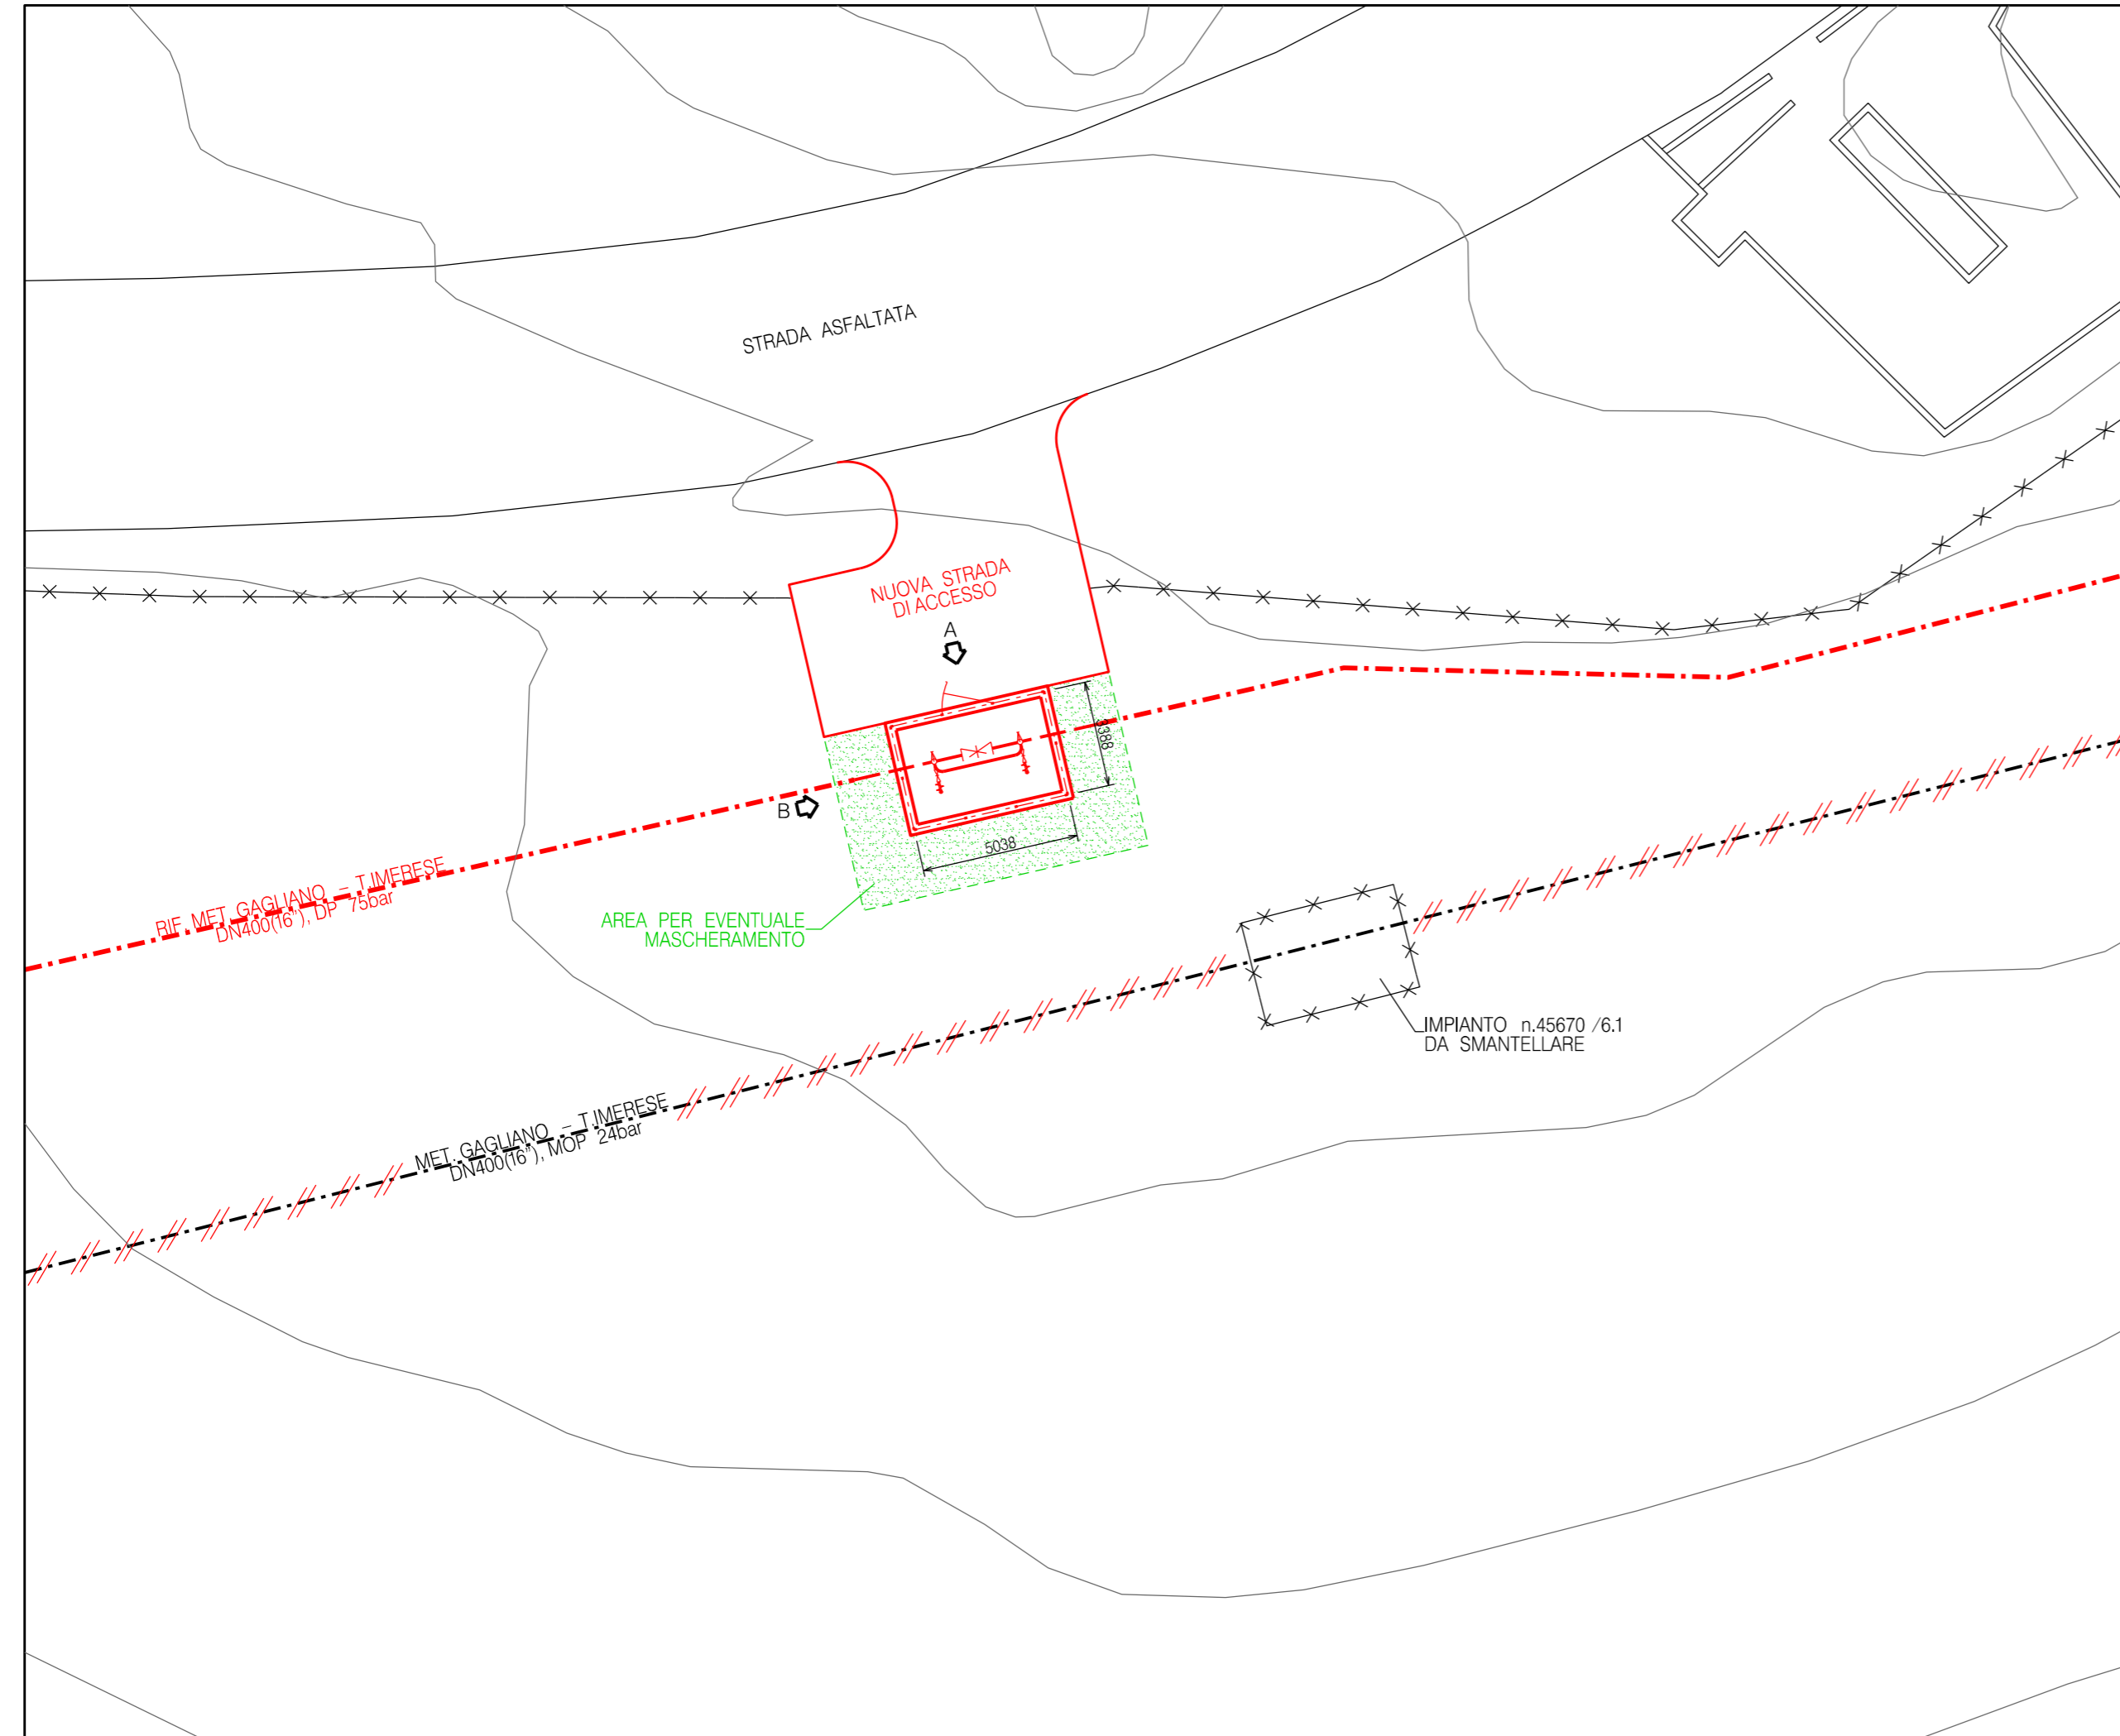 STRADA ASFALTATA
NUOVA STRADA
DI ACCESSO
A
3388
B
5038
RIF. MET. GAGLIANO – T.IMERESE
DN400(16"), DP 75bar
AREA PER EVENTUALE
MASCHERAMENTO
IMPIANTO n.45670 /6.1
DA SMANTELLARE
MET. GAGLIANO – T.IMERESE
DN400(16"), MOP 24bar